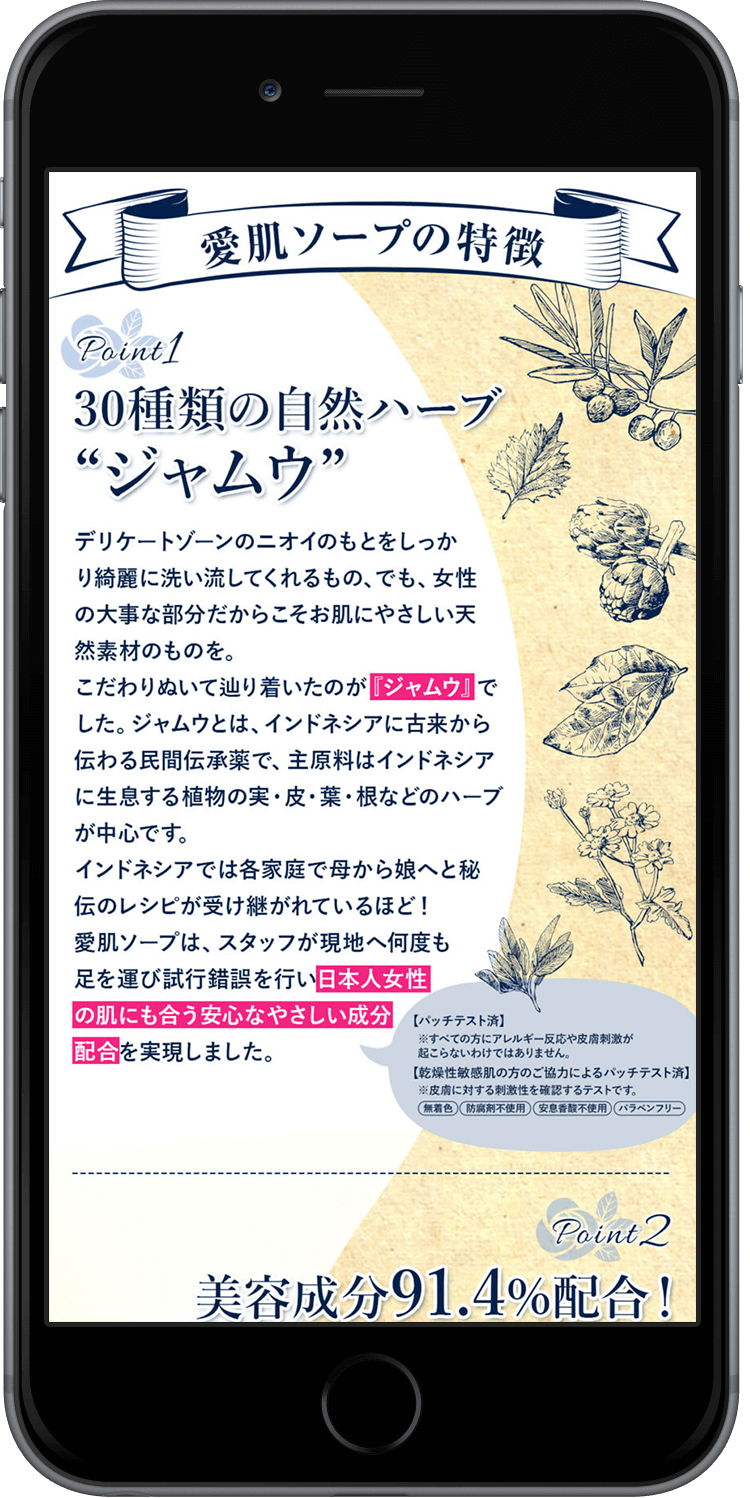 愛肌ソープの特徴
Point1
30種類の自然ハーブ
“ジャムウ”
デリケートゾーンのニオイのもとをしっか
り綺麗に洗い流してくれるもの、でも、女性
の大事な部分だからこそお肌にやさしい天
然素材のものを。
こだわりぬいて辿り着いたのが『ジャムウ』で
した。ジャムウとは、インドネシアに古来から
伝わる民間伝承薬で、主原料はインドネシア
に生息する植物の実・皮・葉・根などのハーブ
が中心です。
インドネシアでは各家庭で母から娘へと秘
伝のレシピが受け継がれているほど！
愛肌ソープは、スタッフが現地へ何度も
足を運び試行錯誤を行い日本人女性
の肌にも合う安心なやさしい成分
配合を実現しました。
【パッチテスト済】
※すべての方にアレルギー反応や皮膚刺激が
起こらないわけではありません。
【乾燥性敏感肌の方のご協力によるパッチテスト済】
※皮膚に対する刺激性を確認するテストです。
無着色 防腐剤不使用 安息香酸不使用 パラベンフリー
Point2
美容成分91.4%配合！